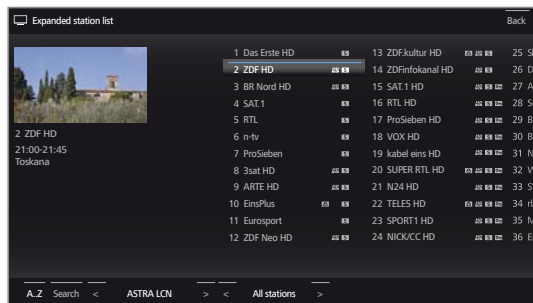 Expanded station list
Back
2 ZDF HD
21:00-21:45
Toskana
1 Das Erste HD
2 ZDF HD
3 BR Nord HD
4 SAT.1
5 RTL
6 n-tv
7 ProSieben
8 3sat HD
9 ARTE HD
10 EinsPlus
11 Eurosport
12 ZDF Neo HD
13 ZDF.kultur HD
14 ZDFinfokanal HD
15 SAT.1 HD
16 RTL HD
17 ProSieben HD
18 VOX HD
19 kabel eins HD
20 SUPER RTL HD
21 N24 HD
22 TELE5 HD
23 SPORT1 HD
24 NICK/CC HD
25
26
27
28
29
30
31
32
33
34
35
36
A..Z Search < ASTRA LCN > < All stations >